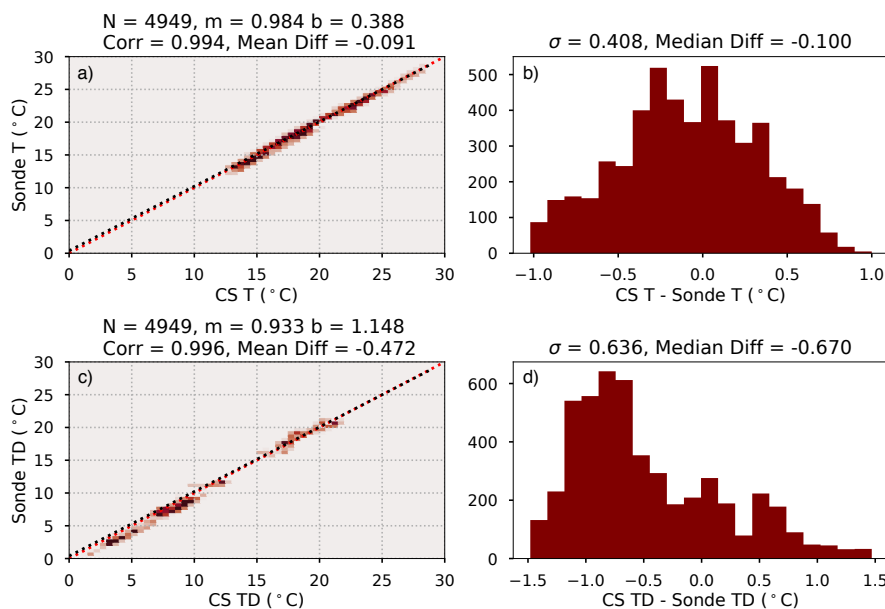 N = 4949, m = 0.984 b = 0.388
Corr = 0.994, Mean Diff = -0.091
a)
30
25
20
15
10
5
0
Sonde T (°C)
0 5 10 15 20 25 30
CS T (°C)
σ = 0.408, Median Diff = -0.100
b)
500
400
300
200
100
0
−1.0 −0.5 0.0 0.5 1.0
CS T - Sonde T (°C)
N = 4949, m = 0.933 b = 1.148
Corr = 0.996, Mean Diff = -0.472
c)
30
25
20
15
10
5
0
Sonde TD (°C)
0 5 10 15 20 25 30
CS TD (°C)
σ = 0.636, Median Diff = -0.670
d)
600
400
200
0
−1.5 −1.0 −0.5 0.0 0.5 1.0 1.5
CS TD - Sonde TD (°C)